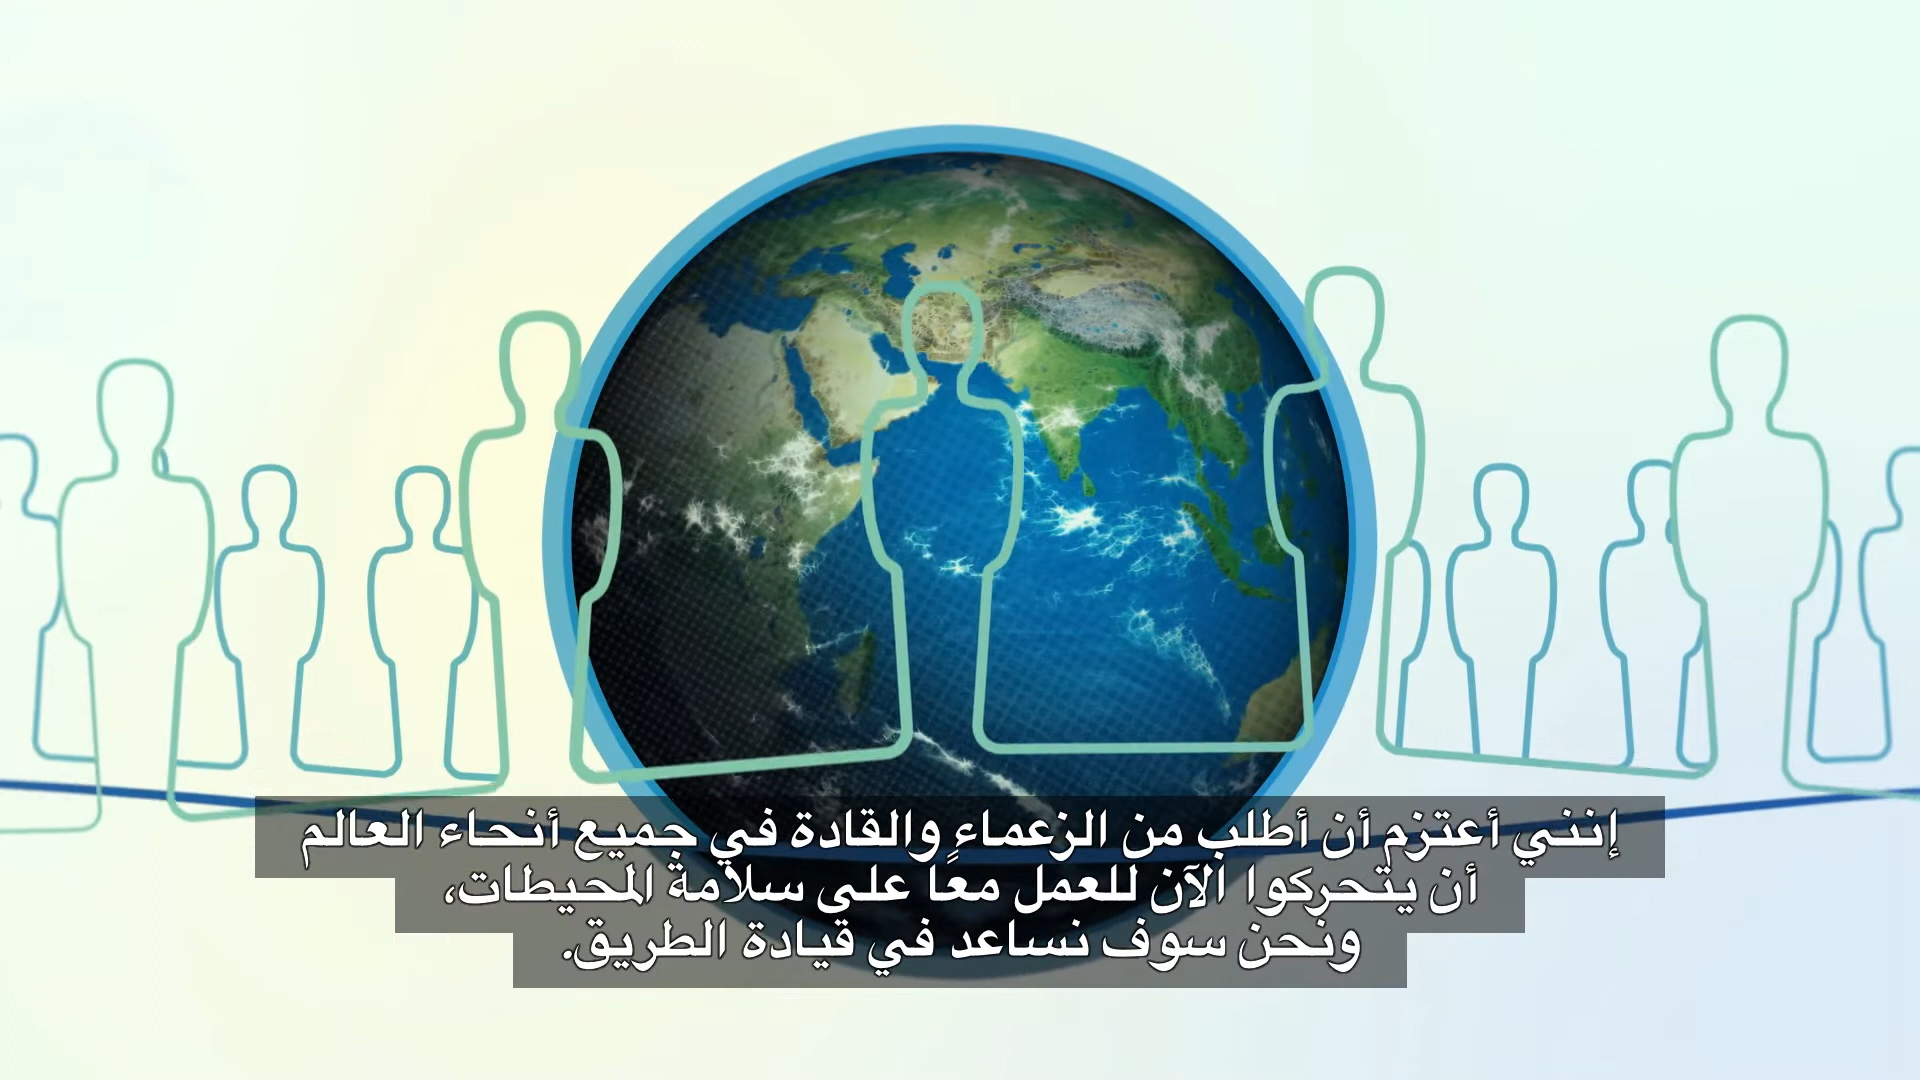 إنني أعتزم أن أطلب من الزعماء والقادة في جميع أنحاء العالم
أن يتحركوا الآن للعمل معًا على سلامة المحيطات،
ونحن سوف نساعد في قيادة الطريق.